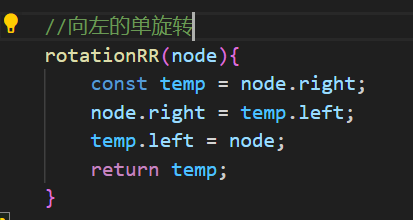 //向左的单旋转
rotationRR(node){
const temp = node.right;
node.right = temp.left;
temp.left = node;
return temp;
}